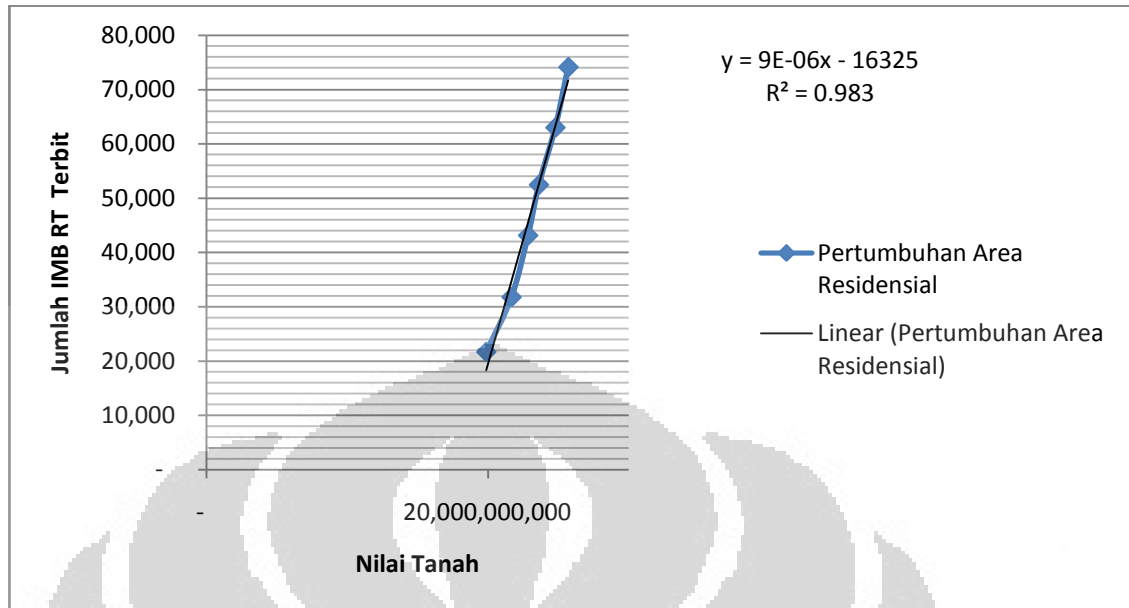 80,000
70,000
60,000
50,000
40,000
30,000
20,000
10,000
-
Jumlah IMB RT Terbit
-
20,000,000,000
Nilai Tanah
y = 9E-06x - 16325
R² = 0.983
Pertumbuhan Area
Residensial
Linear (Pertumbuhan Area
Residensial)